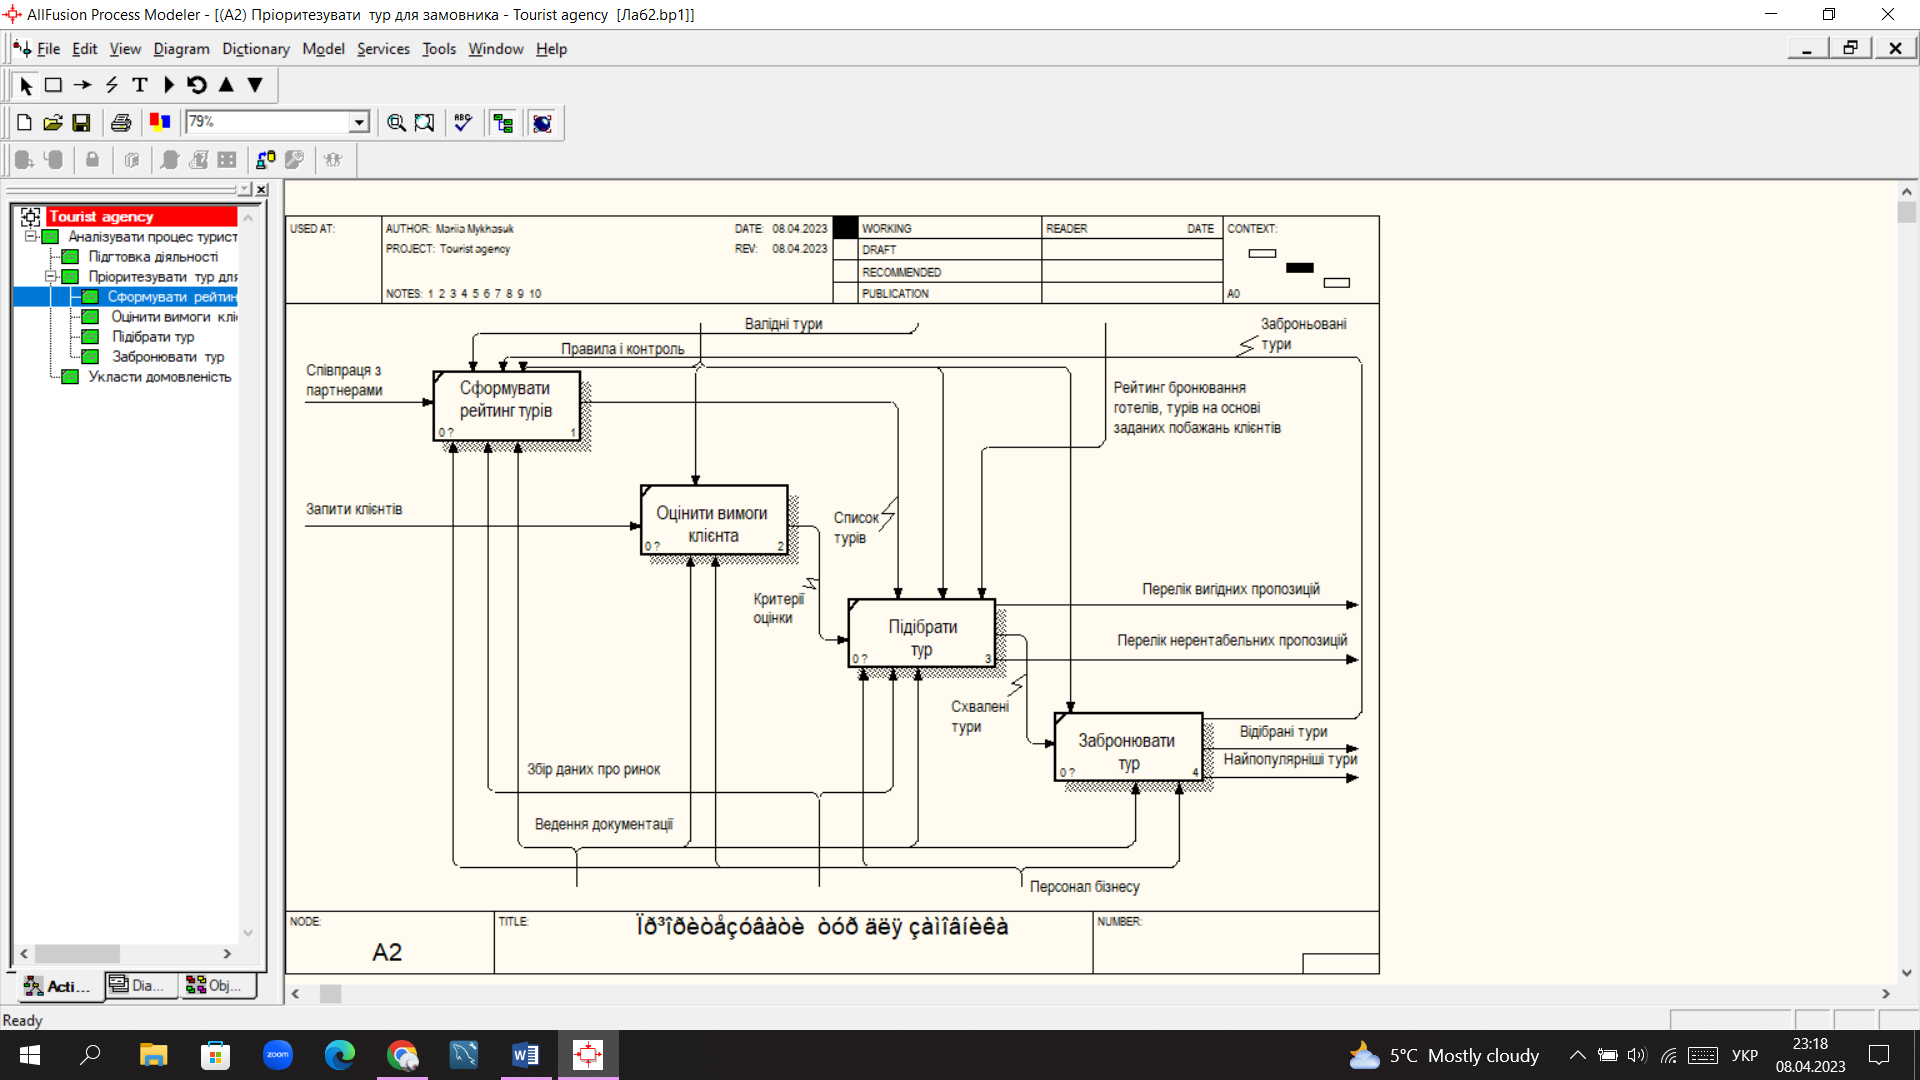 AllFusion Process Modeler - [(A2) Пріоритезувати  тур для замовника - Tourist agency  [Ла62.bp1]]
File Edit View Diagram Dictionary Model Services Tools Window Help
79%
Tourist agency
Аналізувати процес турист
Підгтовка діяльності
Пріоритезувати  тур для
Сформувати  рейтин
Оцінити вимоги  кліє
Підібрати тур
Забронювати  тур
Укласти домовленість
Acti...
Dia...
Obj...
USED AT:
AUTHOR:  Mariia Mykhasuk
PROJECT:  Tourist agency
NOTES:  1  2  3  4  5  6  7  8  9  10
DATE:  08.04.2023
REV:  08.04.2023
WORKING
DRAFT
RECOMMENDED
PUBLICATION
READER
DATE
CONTEXT:
A0
Валідні тури
Заброньовані
тури
Правила і контроль
Співпраця з
партнерами
Сформувати
рейтинг турів
0 ?
1
Рейтинг бронювання
готелів, турів на основі
заданих побажань клієнтів
Запити клієнтів
Оцінити вимоги
клієнта
0 ?
2
Список
турів
Критерії
оцінки
Перелік вигідних пропозицій
Підібрати
тур
0 ?
3
Перелік нерентабельних пропозицій
Схвалені
тури
Забронювати
тур
0 ?
4
Відібрані тури
Найпопулярніші тури
Збір даних про ринок
Ведення документації
Персонал бізнесу
NODE:
A2
TITLE:
Ïð³îðèòåçóâàòè  òóð äëÿ çàìîâíèêà
NUMBER:
Ready
zoom
5°C  Mostly cloudy
УКР
23:18
08.04.2023